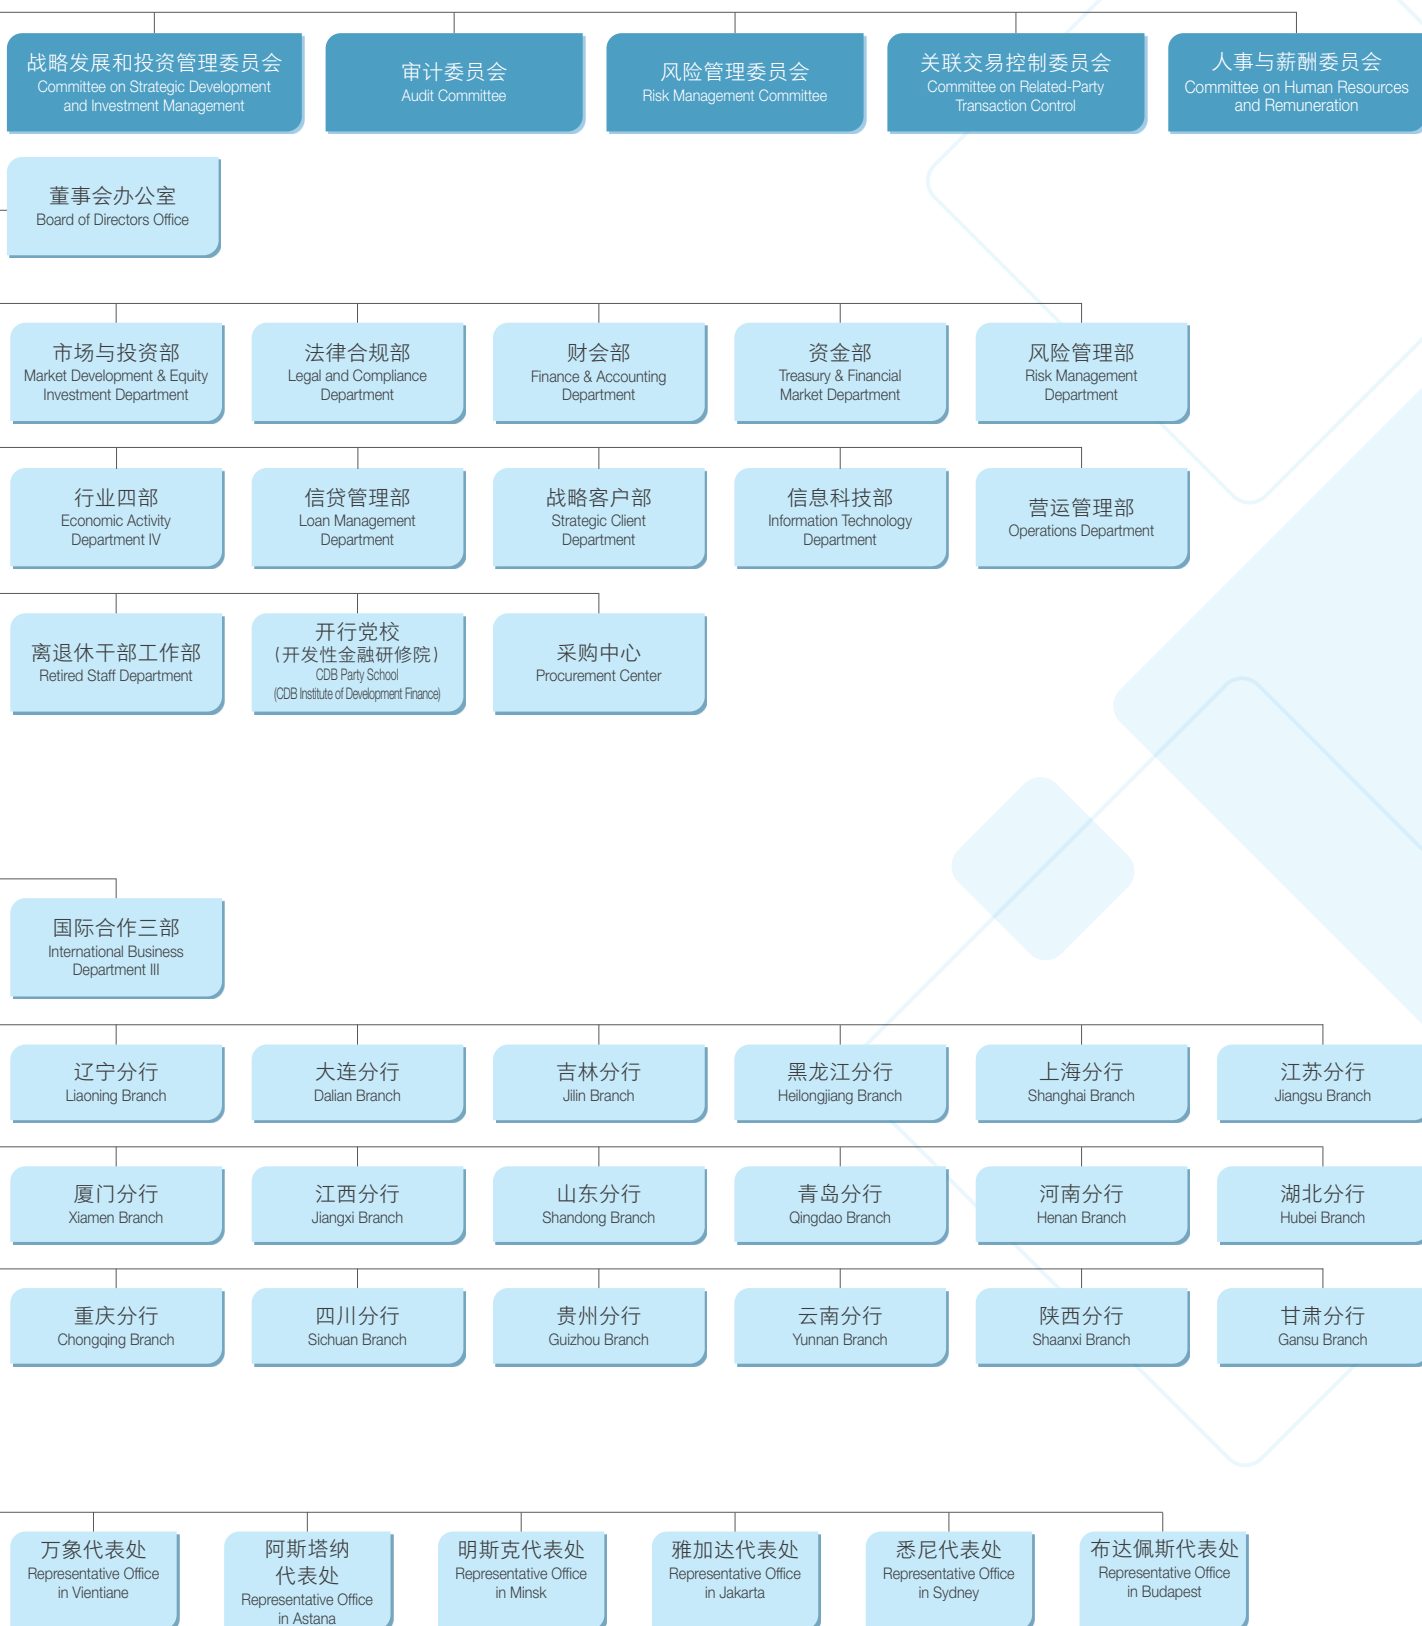 战略发展和投资管理委员会
Committee on Strategic Development
and Investment Management
审计委员会
Audit Committee
风险管理委员会
Risk Management Committee
关联交易控制委员会
Committee on Related-Party
Transaction Control
人事与薪酬委员会
Committee on Human Resources
and Remuneration
董事会办公室
Board of Directors Office
市场与投资部
Market Development & Equity
Investment Department
法律合规部
Legal and Compliance
Department
财会部
Finance & Accounting
Department
资金部
Treasury & Financial
Market Department
风险管理部
Risk Management
Department
行业四部
Economic Activity
Department IV
信贷管理部
Loan Management
Department
战略客户部
Strategic Client
Department
信息科技部
Information Technology
Department
营运管理部
Operations Department
离退休干部工作部
Retired Staff Department
开行党校
(开发性金融研修院)
CDB Party School
(CDB Institute of Development Finance)
采购中心
Procurement Center
国际合作三部
International Business
Department III
辽宁分行
Liaoning Branch
大连分行
Dalian Branch
吉林分行
Jilin Branch
黑龙江分行
Heilongjiang Branch
上海分行
Shanghai Branch
江苏分行
Jiangsu Branch
厦门分行
Xiamen Branch
江西分行
Jiangxi Branch
山东分行
Shandong Branch
青岛分行
Qingdao Branch
河南分行
Henan Branch
湖北分行
Hubei Branch
重庆分行
Chongqing Branch
四川分行
Sichuan Branch
贵州分行
Guizhou Branch
云南分行
Yunnan Branch
陕西分行
Shaanxi Branch
甘肃分行
Gansu Branch
万象代表处
Representative Office
in Vientiane
阿斯塔纳
代表处
Representative Office
in Astana
明斯克代表处
Representative Office
in Minsk
雅加达代表处
Representative Office
in Jakarta
悉尼代表处
Representative Office
in Sydney
布达佩斯代表处
Representative Office
in Budapest